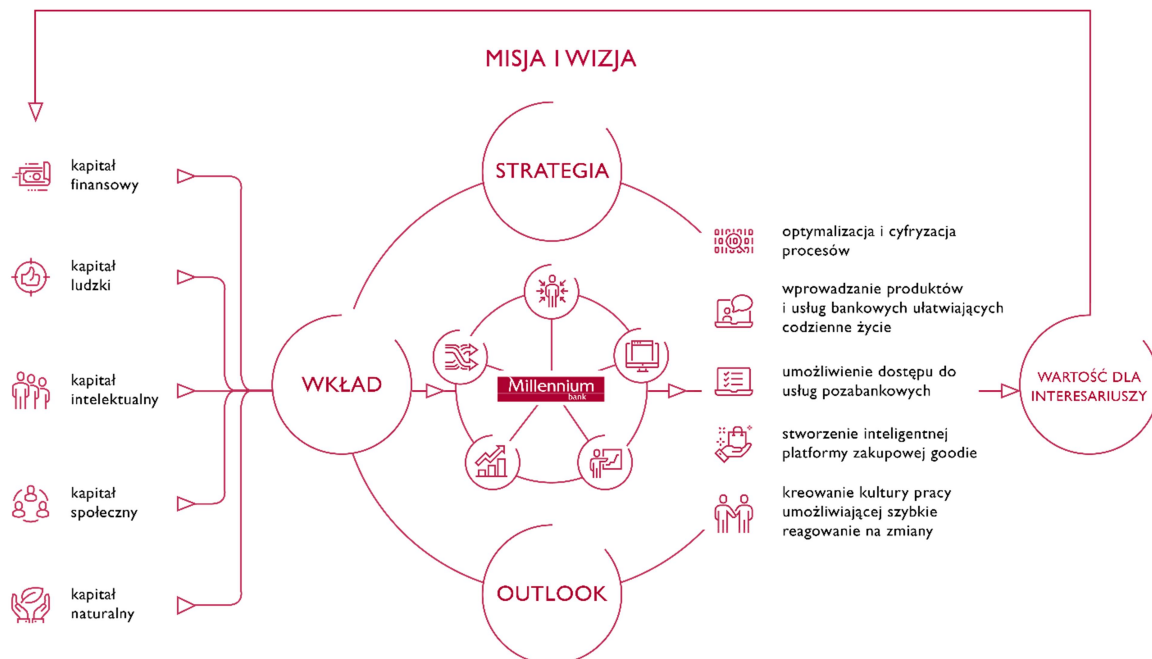 MISJA I WIZJA
kapitał
finansowy
kapitał
ludzki
kapitał
intelektualny
kapitał
społeczny
kapitał
naturalny
WKŁAD
STRATEGIA
Millennium
bank
OUTLOOK
optymalizacja i cyfryzacja
procesów
wprowadzanie produktów
i usług bankowych ułatwiających
codzienne życie
umożliwienie dostępu do
usług pozabankowych
stworzenie inteligentnej
platformy zakupowej goodie
kreowanie kultury pracy
umożliwiającej szybkie
reagowanie na zmiany
WARTOŚĆ DLA
INTERESARIUSZY